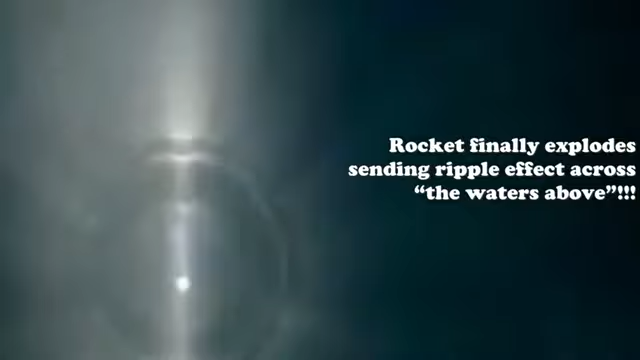 Rocket finally explodes
sending ripple effect across
“the waters above”!!!